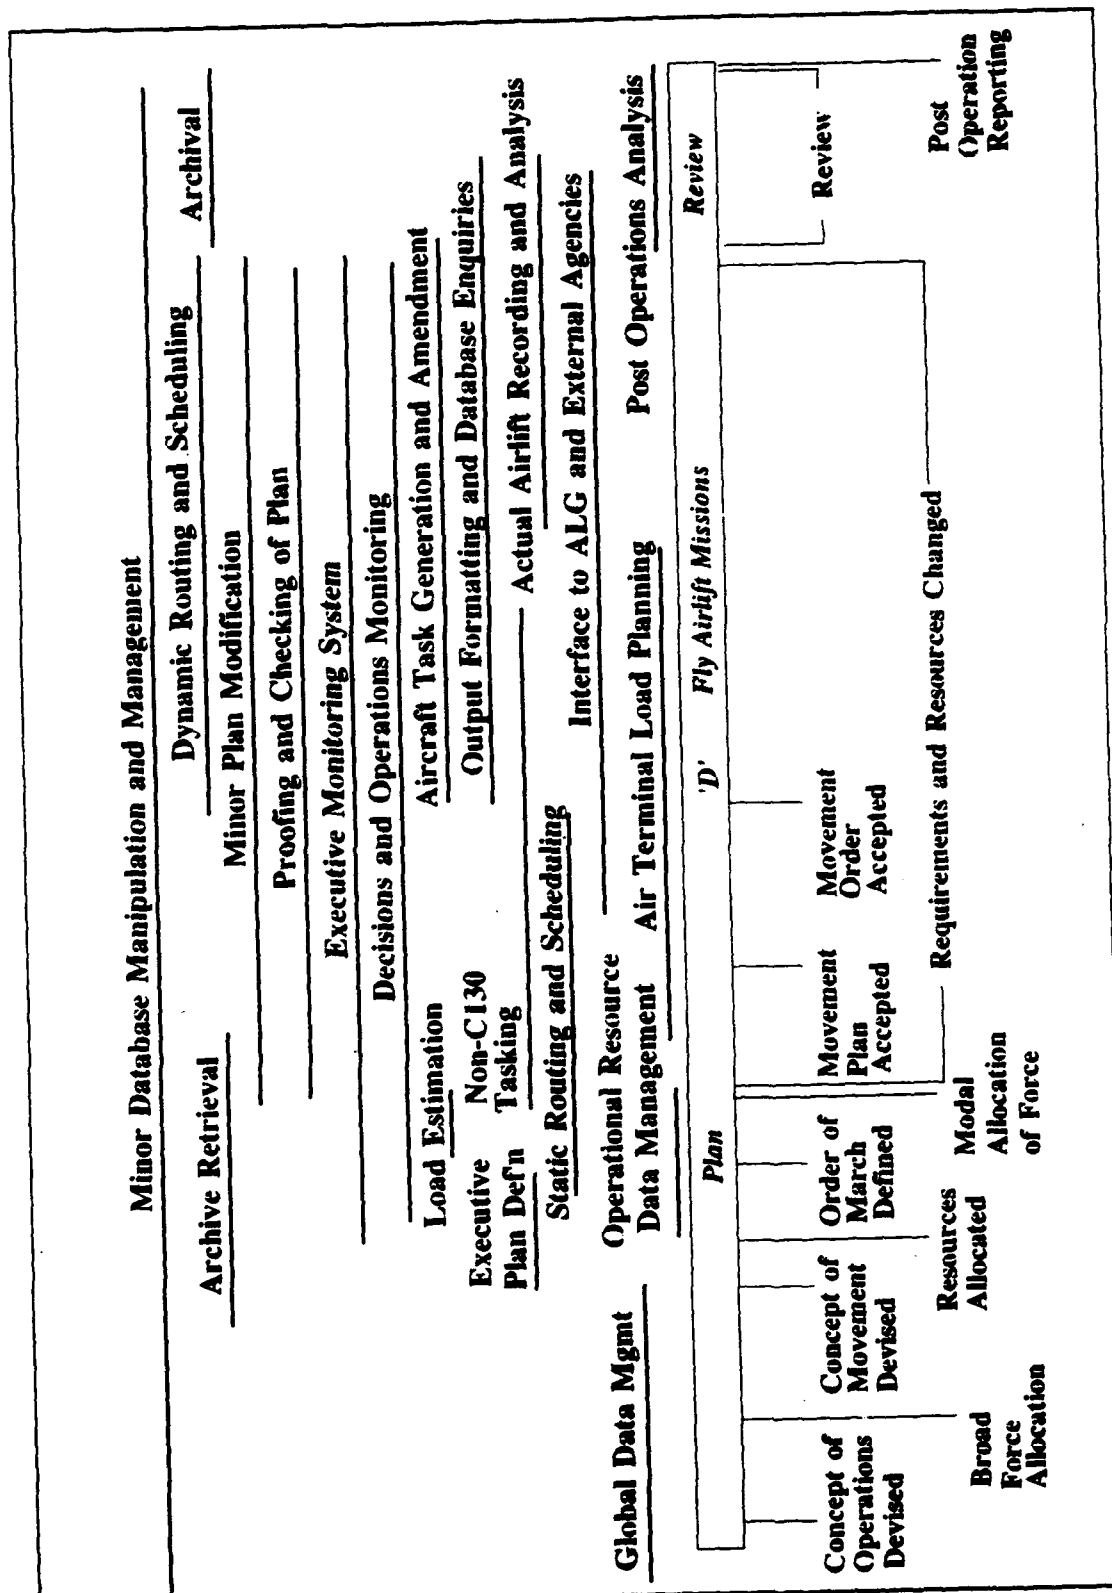 Minor Database Manipulation and Management
Archive Retrieval
Dynamic Routing and Scheduling
Archival
Minor Plan Modification
Proofing and Checking of Plan
Executive Monitoring System
Decisions and Operations Monitoring
Load Estimation
Aircraft Task Generation and Amendment
Executive
Plan Def'n
Non-C130
Tasking
Output Formatting and Database Enquiries
Actual Airlift Recording and Analysis
Static Routing and Scheduling
Interface to ALG and External Agencies
Global Data Mgmt
Operational Resource
Data Management
Air Terminal Load Planning
Post Operations Analysis
Plan
'D'
Fly Airlift Missions
Review
Concept of
Operations
Devised
Concept of
Movement
Devised
Order of
March
Defined
Movement
Plan
Accepted
Movement
Order
Accepted
Review
Broad
Force
Allocation
Resources
Allocated
Modal
Allocation
of Force
Requirements and Resources Changed
Post
Operation
Reporting